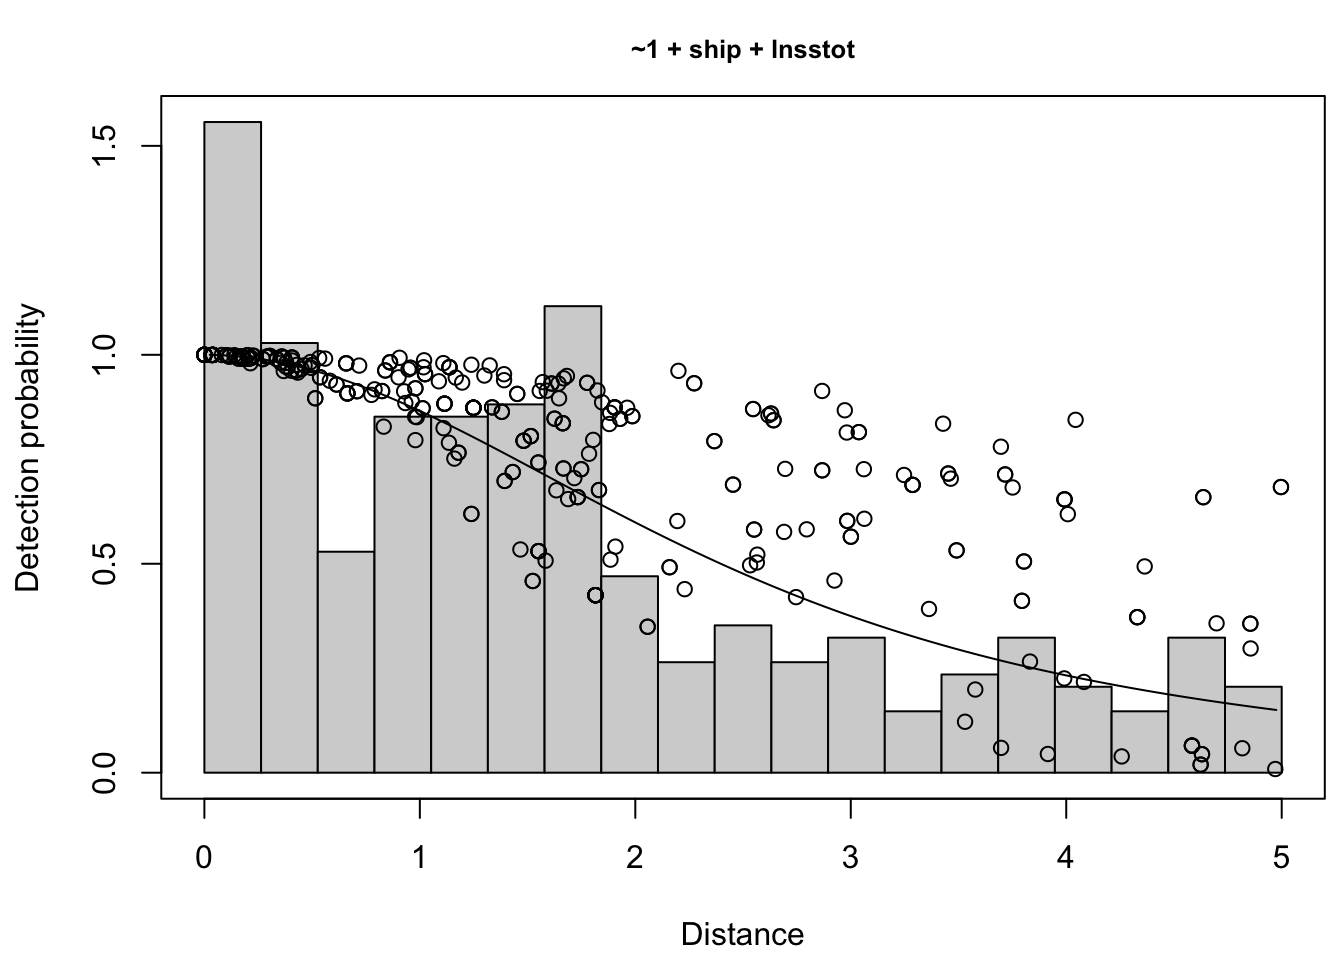 ~1 + ship + lnsstot
Detection probability
0.0 0.5 1.0 1.5
0 1 2 3 4 5
Distance